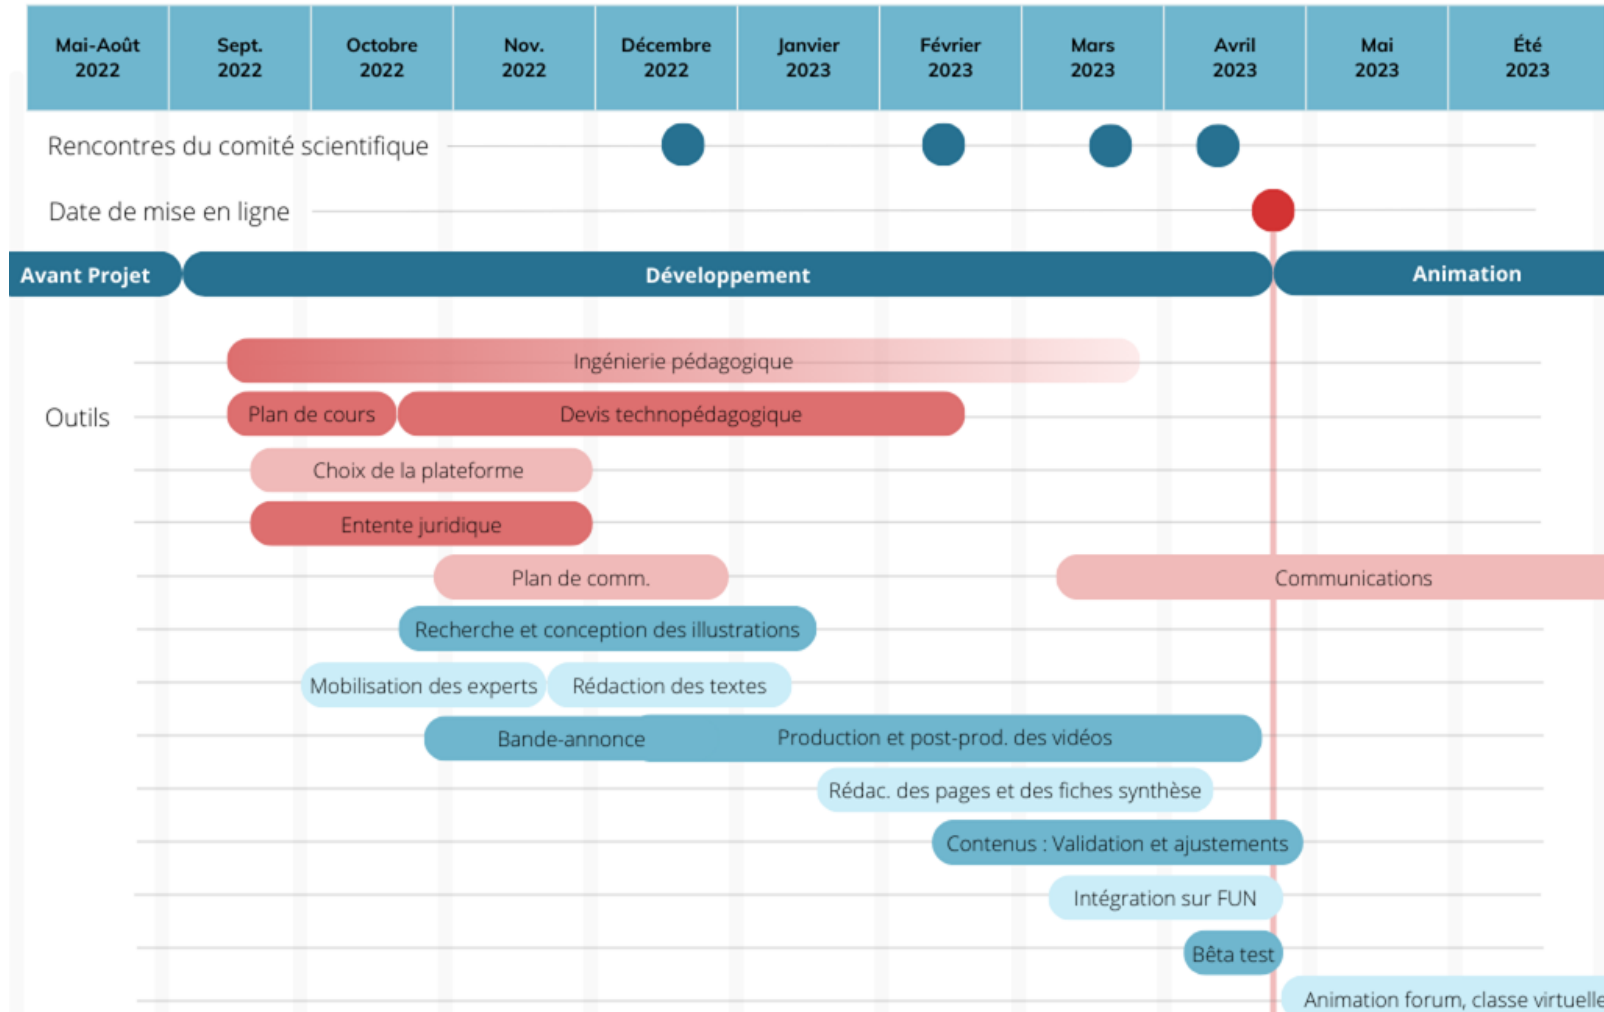 Mai-Août
2022
Sept.
2022
Octobre
2022
Nov.
2022
Décembre
2022
Janvier
2023
Février
2023
Mars
2023
Avril
2023
Mai
2023
Été
2023
Rencontres du comité scientifique
Date de mise en ligne
Avant Projet
Développement
Animation
Ingénierie pédagogique
Outils
Plan de cours
Devis technopédagogique
Choix de la plateforme
Entente juridique
Plan de comm.
Communications
Recherche et conception des illustrations
Mobilisation des experts
Rédaction des textes
Bande-annonce
Production et post-prod. des vidéos
Rédac. des pages et des fiches synthèse
Contenus : Validation et ajustements
Intégration sur FUN
Bêta test
Animation forum, classe virtuelle